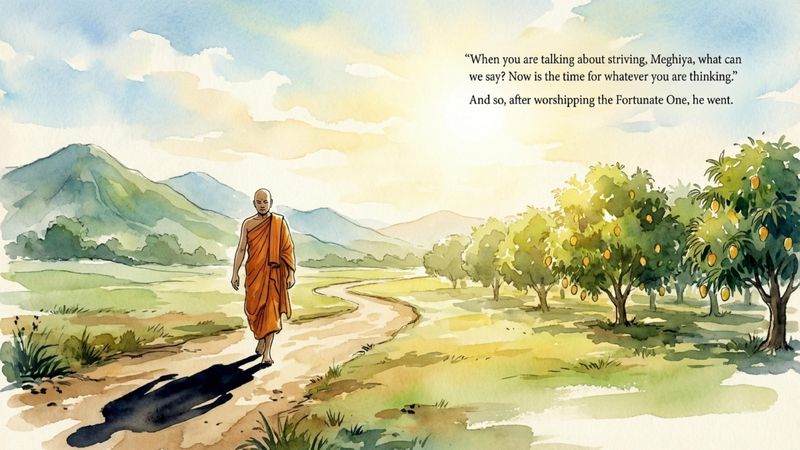 “When you are talking about striving, Meghiya, what can
we say? Now is the time for whatever you are thinking.”
And so, after worshipping the Fortunate One, he went.